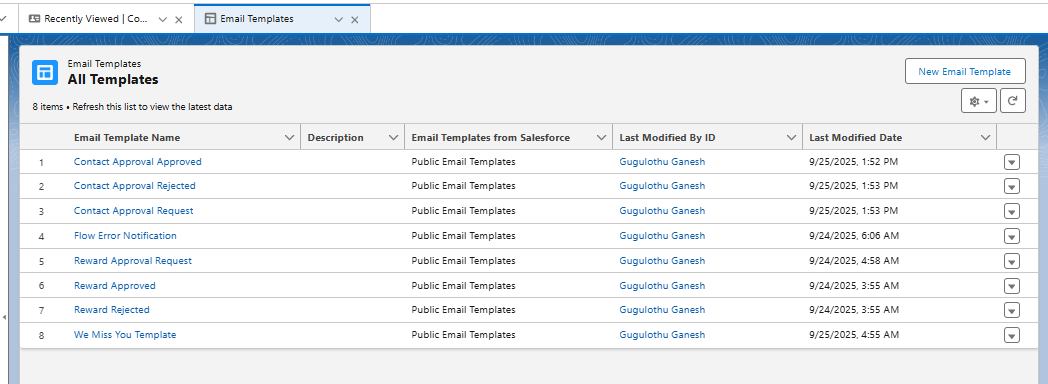 Recently Viewed | Co...
Email Templates
Email Templates
All Templates
New Email Template
8 items • Refresh this list to view the latest data
Email Template Name Description Email Templates from Salesforce Last Modified By ID Last Modified Date
1 Contact Approval Approved Public Email Templates Gugulothu Ganesh 9/25/2025, 1:52 PM
2 Contact Approval Rejected Public Email Templates Gugulothu Ganesh 9/25/2025, 1:53 PM
3 Contact Approval Request Public Email Templates Gugulothu Ganesh 9/25/2025, 1:53 PM
4 Flow Error Notification Public Email Templates Gugulothu Ganesh 9/24/2025, 6:06 AM
5 Reward Approval Request Public Email Templates Gugulothu Ganesh 9/24/2025, 4:58 AM
6 Reward Approved Public Email Templates Gugulothu Ganesh 9/24/2025, 3:55 AM
7 Reward Rejected Public Email Templates Gugulothu Ganesh 9/24/2025, 3:55 AM
8 We Miss You Template Public Email Templates Gugulothu Ganesh 9/25/2025, 4:55 AM